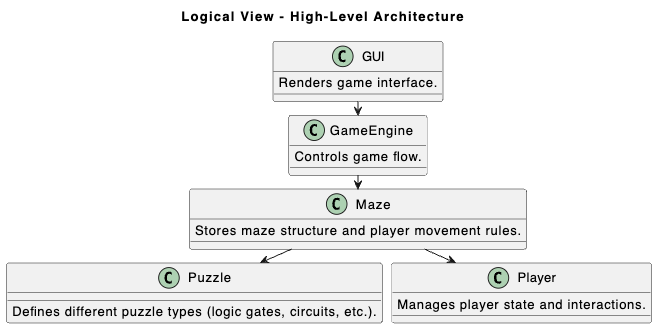 Logical View - High-Level Architecture
C GUI
Renders game interface.
C GameEngine
Controls game flow.
C Maze
Stores maze structure and player movement rules.
C Puzzle
Defines different puzzle types (logic gates, circuits, etc.).
C Player
Manages player state and interactions.